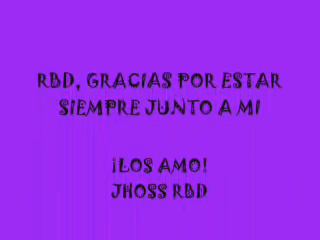 RBD, GRACIAS POR ESTAR
SIEMPRE JUNTO A MI
¡LOS AMO!
JHOSS RBD